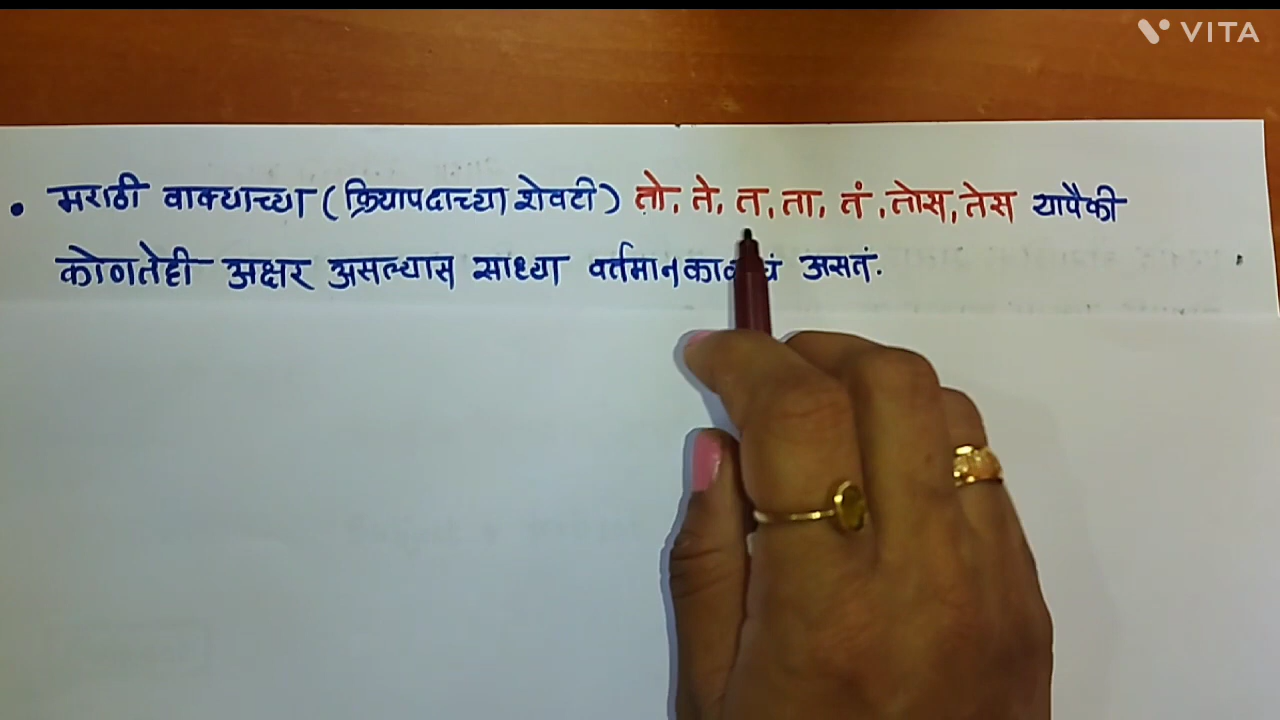 VITA
• मराठी वाक्याच्या (क्रियापदाच्या शेवटी) तो, ते, त, ता, तं, तोस, तेस यापैकी
कोणतेही अक्षर असल्यास साध्या असतं.